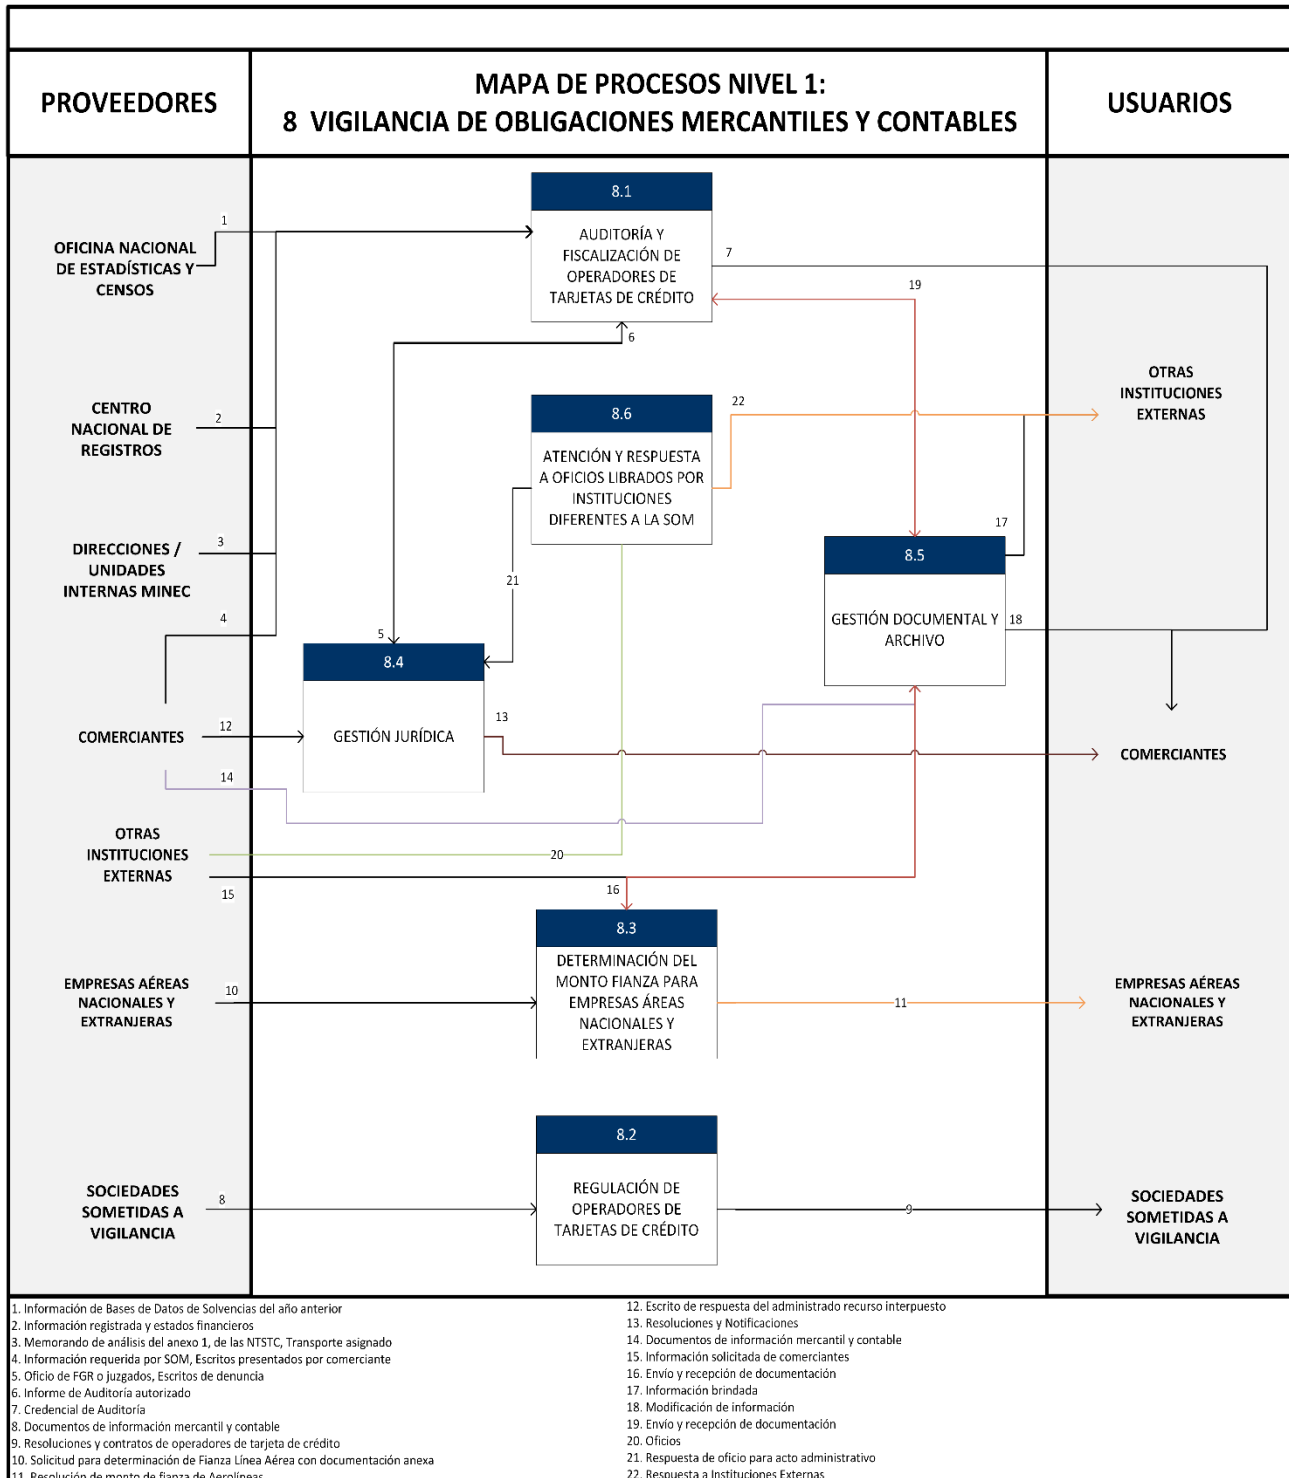 PROVEEDORES
MAPA DE PROCESOS NIVEL 1:
8 VIGILANCIA DE OBLIGACIONES MERCANTILES Y CONTABLES
USUARIOS
8.1
AUDITORÍA Y
FISCALIZACIÓN DE
OPERADORES DE
TARJETAS DE CRÉDITO
1
OFICINA NACIONAL
DE ESTADÍSTICAS Y
CENSOS
7
19
6
CENTRO
NACIONAL DE
REGISTROS
2
8.6
ATENCIÓN Y RESPUESTA
A OFICIOS LIBRADOS POR
INSTITUCIONES
DIFERENTES A LA SOM
22
OTRAS
INSTITUCIONES
EXTERNAS
DIRECCIONES /
UNIDADES
INTERNAS MINEC
3
21
17
8.5
GESTIÓN DOCUMENTAL Y
ARCHIVO
18
4
5
8.4
GESTIÓN JURÍDICA
COMERCIANTES
12
13
COMERCIANTES
14
OTRAS
INSTITUCIONES
EXTERNAS
20
15
16
8.3
DETERMINACIÓN DEL
MONTO FIANZA PARA
EMPRESAS ÁREAS
NACIONALES Y
EXTRANJERAS
EMPRESAS AÉREAS
NACIONALES Y
EXTRANJERAS
10
11
EMPRESAS AÉREAS
NACIONALES Y
EXTRANJERAS
8.2
REGULACIÓN DE
OPERADORES DE
TARJETAS DE CRÉDITO
SOCIEDADES
SOMETIDAS A
VIGILANCIA
8
9
SOCIEDADES
SOMETIDAS A
VIGILANCIA
1. Información de Bases de Datos de Solvencias del año anterior
2. Información registrada y estados financieros
3. Memorando de análisis del anexo 1, de las NTSTC, Transporte asignado
4. Información requerida por SOM, Escritos presentados por comerciante
5. Oficio de FGR o juzgados, Escritos de denuncia
6. Informe de Auditoría autorizado
7. Credencial de Auditoría
8. Documentos de información mercantil y contable
9. Resoluciones y contratos de operadores de tarjeta de crédito
10. Solicitud para determinación de Fianza Línea Aérea con documentación anexa
11. Resolución de monto de fianza de Aerolíneas
12. Escrito de respuesta del administrado recurso interpuesto
13. Resoluciones y Notificaciones
14. Documentos de información mercantil y contable
15. Información solicitada de comerciantes
16. Envío y recepción de documentación
17. Información brindada
18. Modificación de información
19. Envío y recepción de documentación
20. Oficios
21. Respuesta de oficio para acto administrativo
22. Respuesta a Instituciones Externas